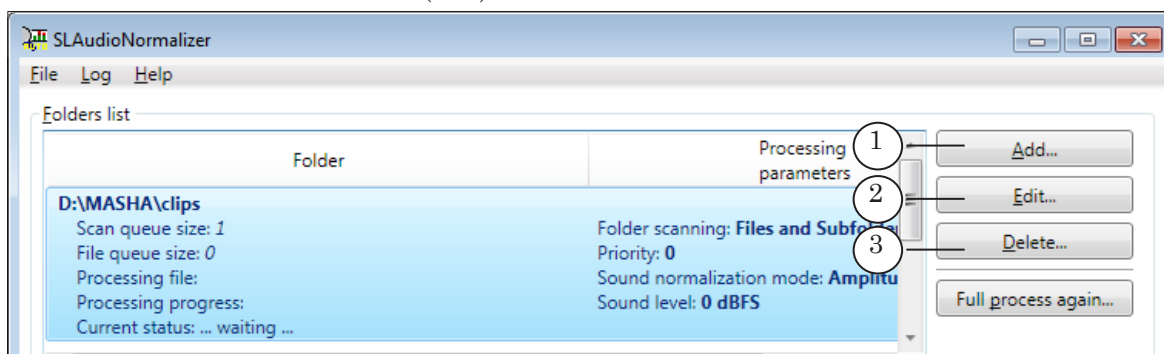 SLAudioNormalizer
File Log Help
Folders list
Folder
Processing
parameters
1
Add...
2
Edit...
3
Delete...
Full process again...
D:\MASHA\clips
Scan queue size: 1
File queue size: 0
Processing file:
Processing progress:
Current status: ... waiting ...
Folder scanning: Files and
Priority: 0
Sound normalization mode: Amplitu
Sound level: 0 dBFS